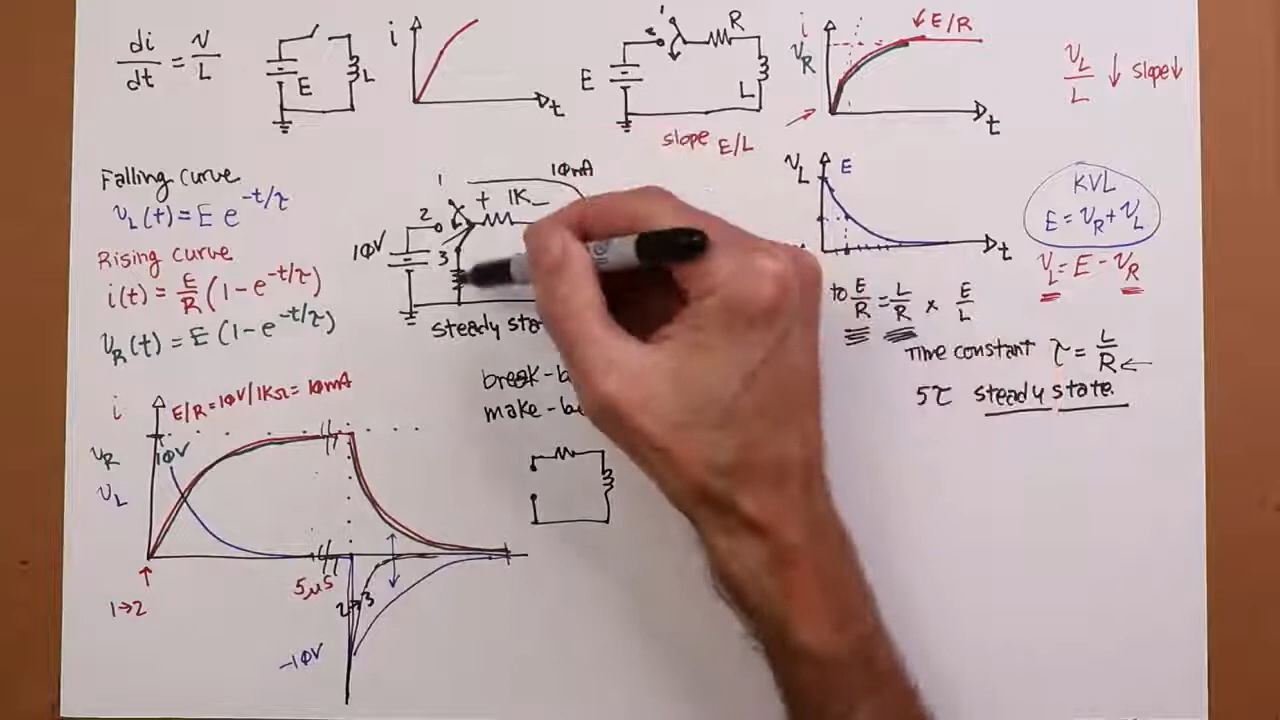 di/dt = v/L
E
L
i
t
E
1
2
R
L
i
VR
E/R
t
slope E/L
VL/L ↓ slope↓
Falling curve
VL(t) = E e^-t/τ
Rising curve
i(t) = E/R (1 - e^-t/τ)
VR(t) = E (1 - e^-t/τ)
10V
1
2
3
+ 1K -
10mA
steady sta
VL
E
t
KVL
E = VR + VL
VL = E - VR
to E/R = L/R × E/L
Time constant τ = L/R ←
5τ steady state.
break-b
make-b
i
VR
VL
E/R = 10V/1KΩ = 10mA
10V
5μs
1→2
2→3
-10V